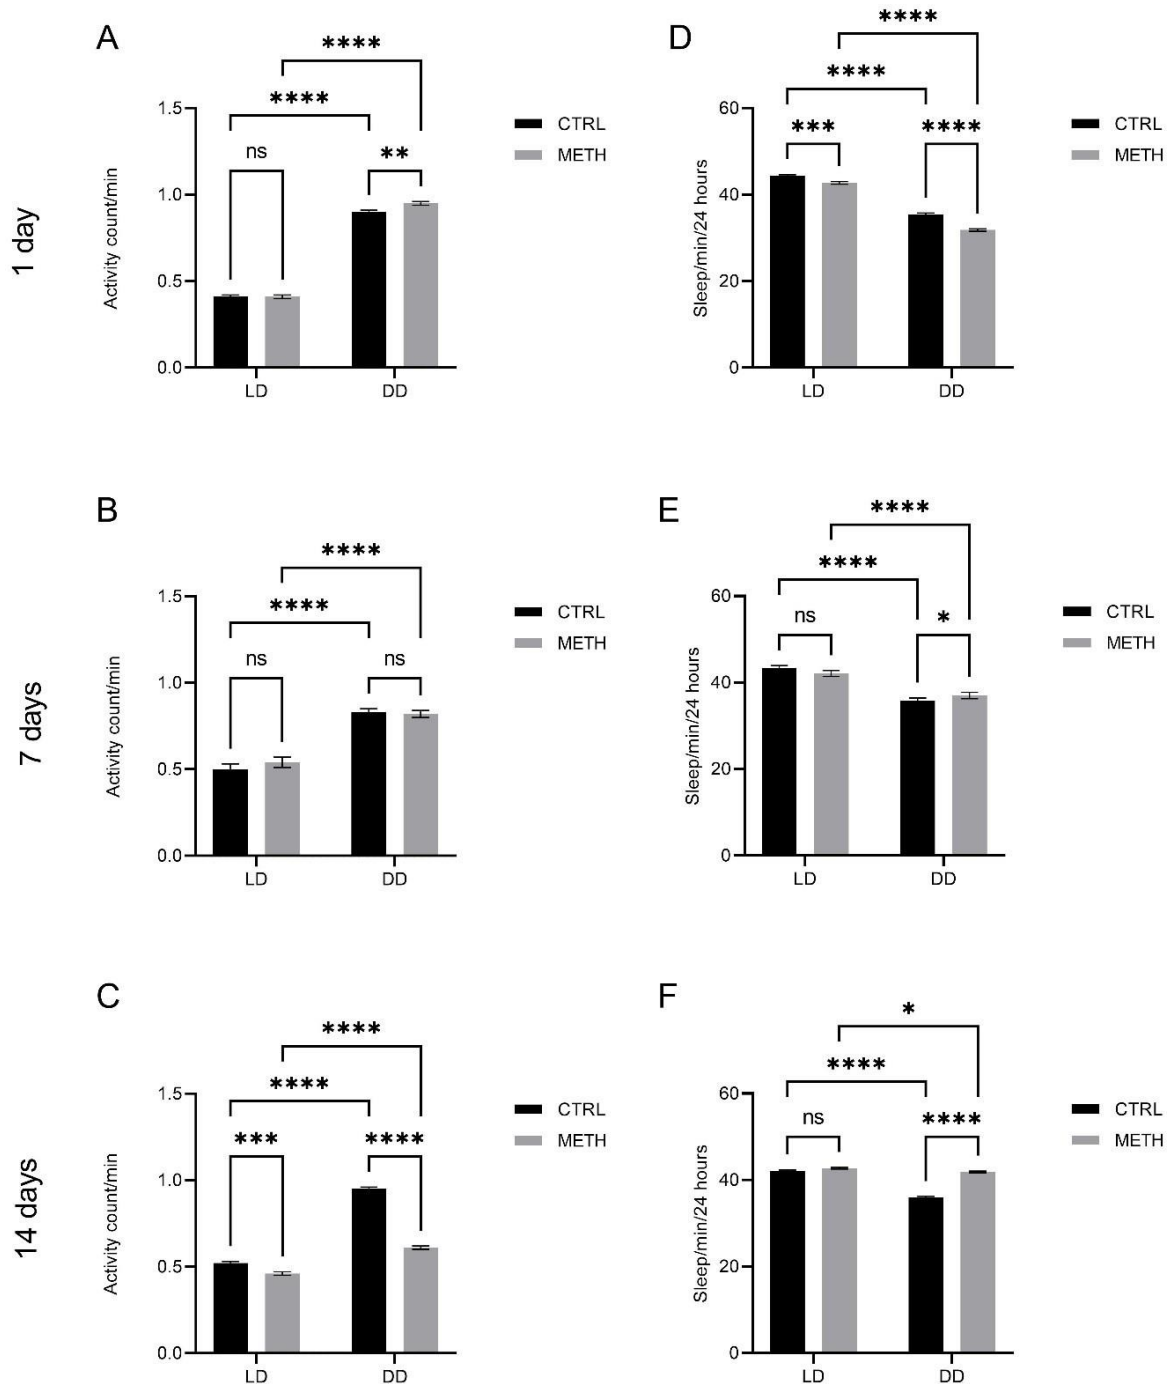 1 day
A
****
****
ns
**
1.5
1.0
0.5
0.0
Activity count/min
LD
DD
CTRL
METH
D
****
****
***
****
60
40
20
0
Sleep/min/24 hours
LD
DD
CTRL
METH
7 days
B
****
****
ns
ns
1.5
1.0
0.5
0.0
Activity count/min
LD
DD
CTRL
METH
E
****
****
ns
*
60
40
20
0
Sleep/min/24 hours
LD
DD
CTRL
METH
14 days
C
****
****
***
****
1.5
1.0
0.5
0.0
Activity count/min
LD
DD
CTRL
METH
F
*
****
ns
****
60
40
20
0
Sleep/min/24 hours
LD
DD
CTRL
METH